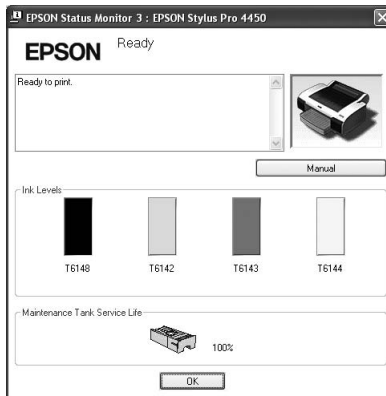 EPSON Status Monitor 3 : EPSON Stylus Pro 4450
EPSON
Ready
Ready to print.
Manual
Ink Levels
T6148 T6142 T6143 T6144
Maintenance Tank Service Life
100%
OK